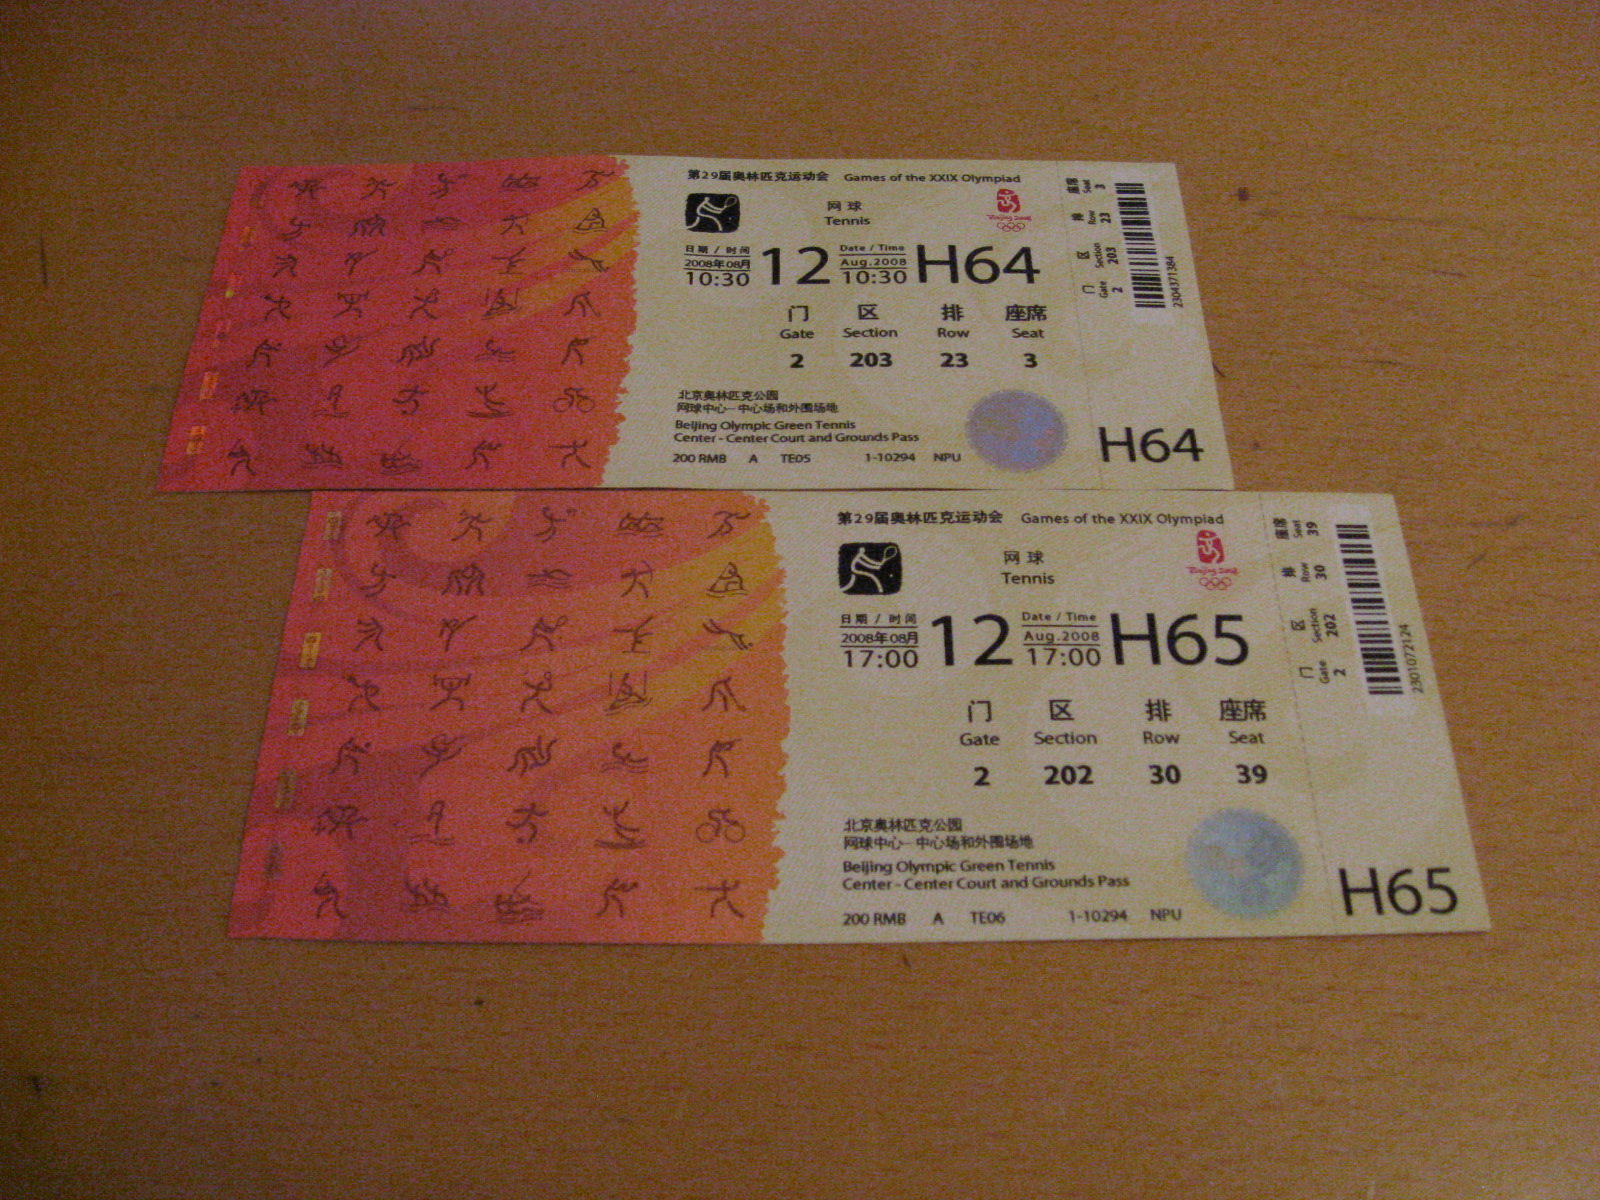 第29届奥林匹克运动会 Games of the XXIX Olympiad
网球
Tennis
Beijing 2008
日期 / 时间 12 Date / Time H64
2008年08月 Aug.2008
10:30 10:30
门 区 排 座席
Gate Section Row Seat
2 203 23 3
北京奥林匹克公园
网球中心－中心场和外围场地
Beijing Olympic Green Tennis
Center - Center Court and Grounds Pass
200 RMB A TE05 1-10294 NPU
座席 Seat 3
排 Row 23
区 Section 203
门 Gate 2
2304371384
H64
第29届奥林匹克运动会 Games of the XXIX Olympiad
网球
Tennis
Beijing 2008
日期 / 时间 12 Date / Time H65
2008年08月 Aug.2008
17:00 17:00
门 区 排 座席
Gate Section Row Seat
2 202 30 39
北京奥林匹克公园
网球中心－中心场和外围场地
Beijing Olympic Green Tennis
Center - Center Court and Grounds Pass
200 RMB A TE06 1-10294 NPU
座席 Seat 39
排 Row 30
区 Section 202
门 Gate 2
2301072124
H65